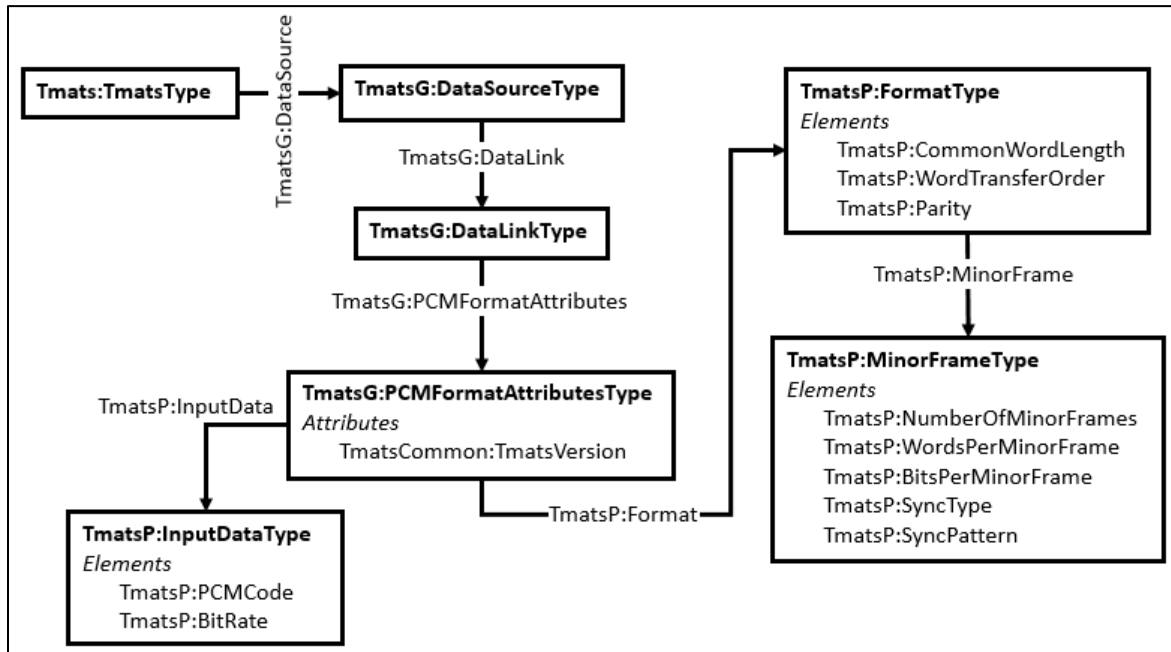 Tmats:TmatsType
TmatsG:DataSource
TmatsG:DataSourceType
TmatsG:DataLink
TmatsG:DataLinkType
TmatsG:PCMFormatAttributes
TmatsG:PCMFormatAttributesType
Attributes
TmatsCommon:TmatsVersion
TmatsP:InputData
TmatsP:InputDataType
Elements
TmatsP:PCMCode
TmatsP:BitRate
TmatsP:Format
TmatsP:FormatType
Elements
TmatsP:CommonWordLength
TmatsP:WordTransferOrder
TmatsP:Parity
TmatsP:MinorFrame
TmatsP:MinorFrameType
Elements
TmatsP:NumberOfMinorFrames
TmatsP:WordsPerMinorFrame
TmatsP:BitsPerMinorFrame
TmatsP:SyncType
TmatsP:SyncPattern